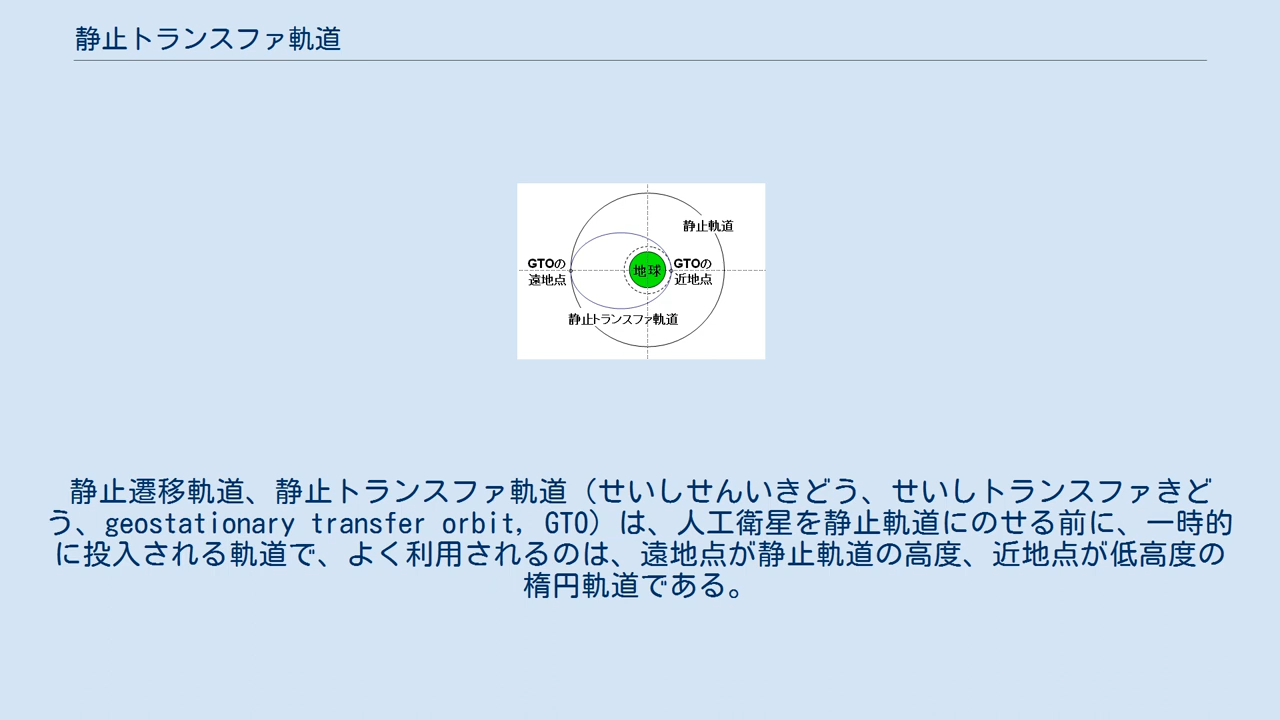 静止トランスファ軌道
静止軌道
GTOの
遠地点
地球
GTOの
近地点
静止トランスファ軌道
静止遷移軌道、静止トランスファ軌道（せいしせんいきどう、せいしトランスファきど
う、geostationary transfer orbit, GTO）は、人工衛星を静止軌道にのせる前に、一時的
に投入される軌道で、よく利用されるのは、遠地点が静止軌道の高度、近地点が低高度の
楕円軌道である。